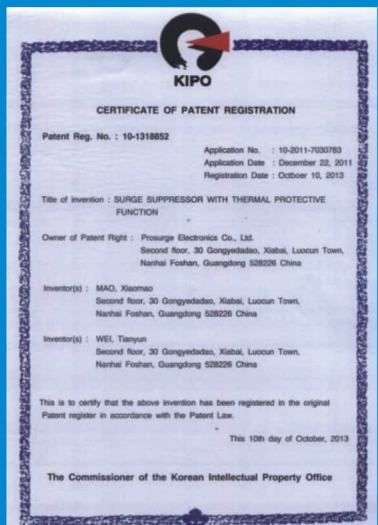 KIPO
CERTIFICATE OF PATENT REGISTRATION
Patent Reg. No. : 10-1318852
Application No. : 10-2011-7030783
Application Date : December 22, 2011
Registration Date : Octboer 10, 2013
Title of invention : SURGE SUPPRESSOR WITH THERMAL PROTECTIVE
FUNCTION
Owner of Patent Right : Prosurge Electronics Co., Ltd.
Second floor, 30 Gongyedadao, Xiabai, Luocun Town,
Nanhai Foshan, Guangdong 528226 China
Inventor(s) : MAO, Xiaomao
Second floor, 30 Gongyedadao, Xiabai, Luocun Town,
Nanhai Foshan, Guangdong 528226 China
Inventor(s) : WEI, Tianyun
Second floor, 30 Gongyedadao, Xiabai, Luocun Town,
Nanhai Foshan, Guangdong 528226 China
This is to certify that the above invention has been registered in the original
Patent register in accordance with the Patent Law.
This 10th day of October, 2013
The Commissioner of the Korean Intellectual Property Office